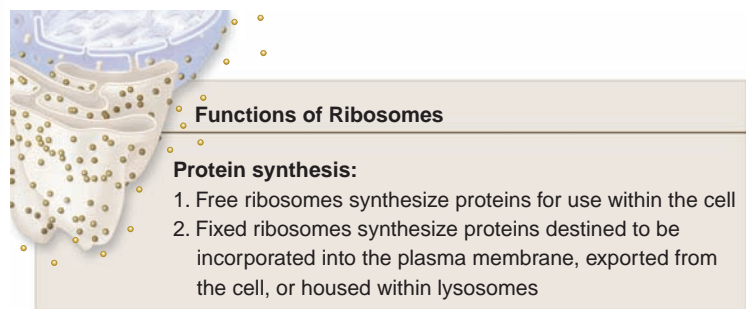 Functions of Ribosomes
Protein synthesis:
1. Free ribosomes synthesize proteins for use within the cell
2. Fixed ribosomes synthesize proteins destined to be
incorporated into the plasma membrane, exported from
the cell, or housed within lysosomes